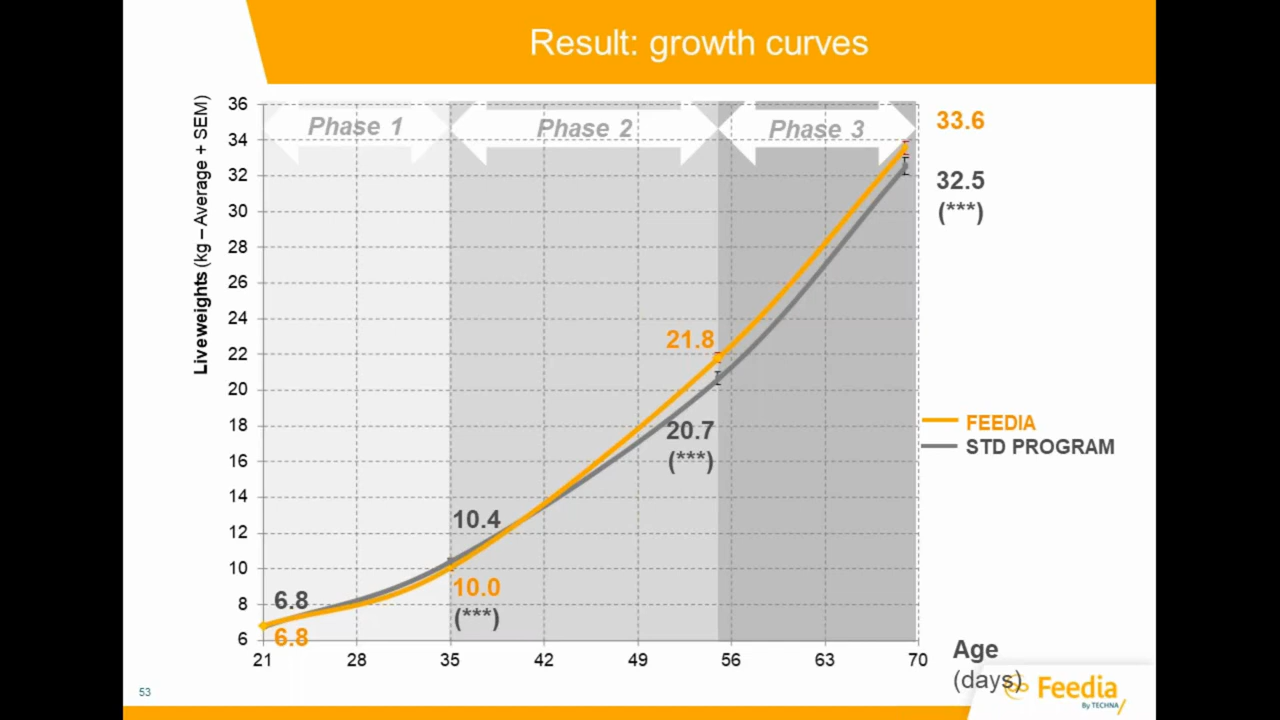 Result: growth curves
Liveweights (kg – Average + SEM)
36
34
32
30
28
26
24
22
20
18
16
14
12
10
8
6
Phase 1
Phase 2
Phase 3
33.6
32.5
(***)
21.8
20.7
(***)
10.4
10.0
(***)
6.8
6.8
FEEDIA
STD PROGRAM
21 28 35 42 49 56 63 70
Age
(days)
53
Feedia
By TECHNA